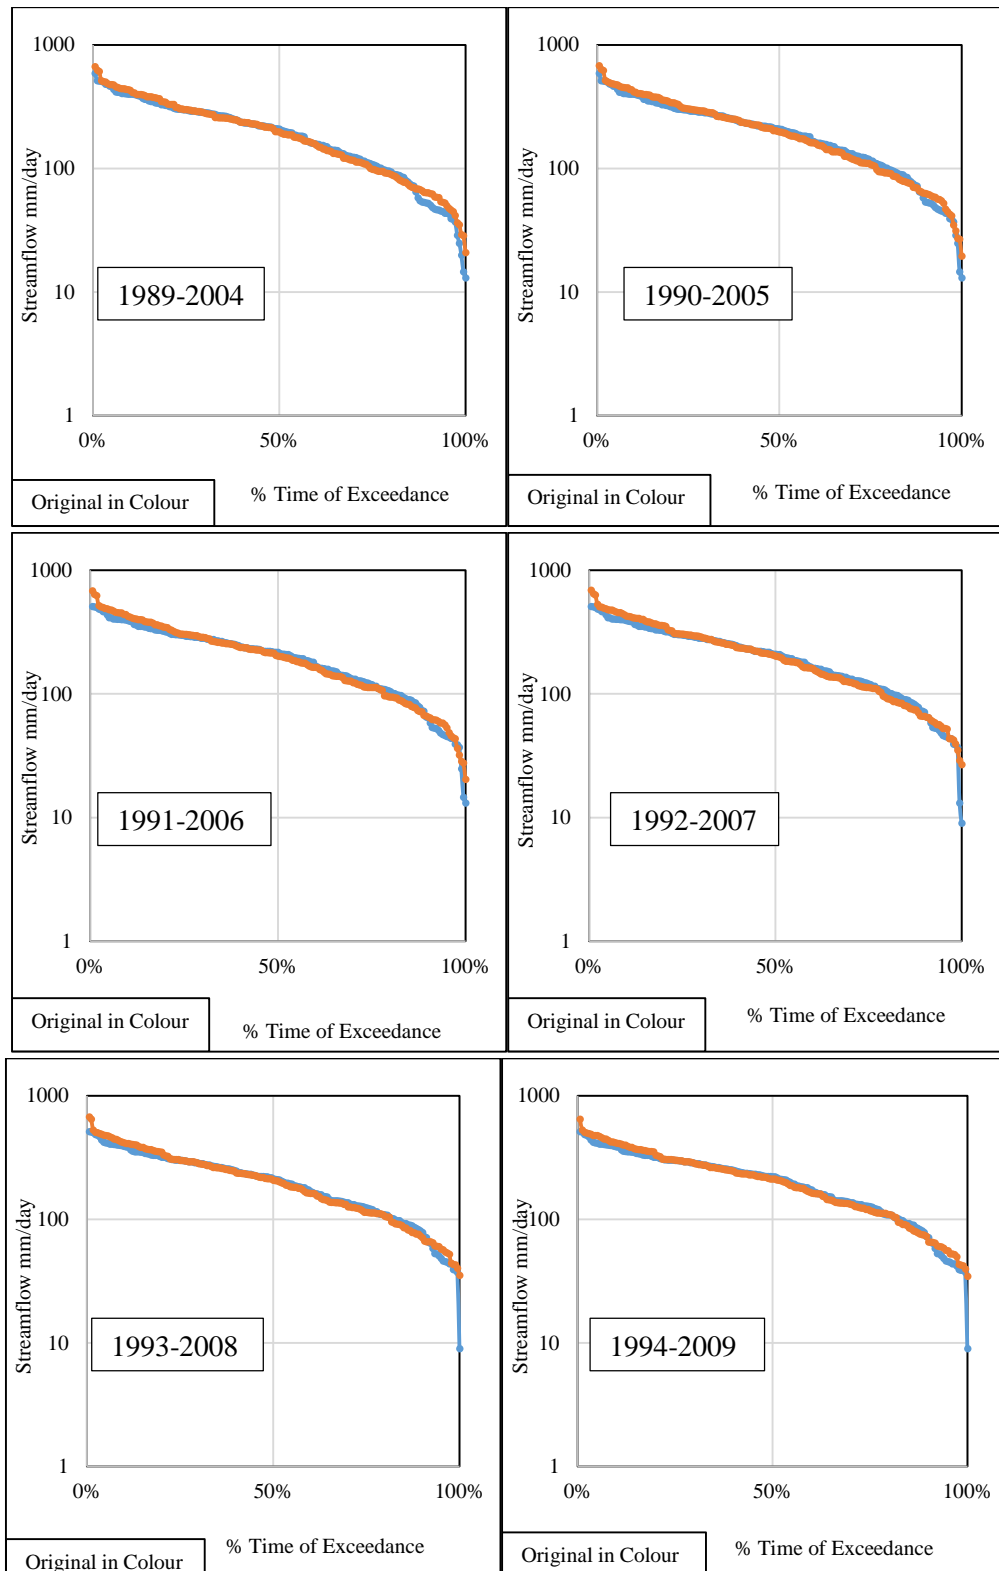 1000
100
10
1
Streamflow mm/day
1989-2004
0%
50%
100%
% Time of Exceedance
Original in Colour
1000
100
10
1
Streamflow mm/day
1990-2005
0%
50%
100%
% Time of Exceedance
Original in Colour
1000
100
10
1
Streamflow mm/day
1991-2006
0%
50%
100%
% Time of Exceedance
Original in Colour
1000
100
10
1
Streamflow mm/day
1992-2007
0%
50%
100%
% Time of Exceedance
Original in Colour
1000
100
10
1
Streamflow mm/day
1993-2008
0%
50%
100%
% Time of Exceedance
Original in Colour
1000
100
10
1
Streamflow mm/day
1994-2009
0%
50%
100%
% Time of Exceedance
Original in Colour